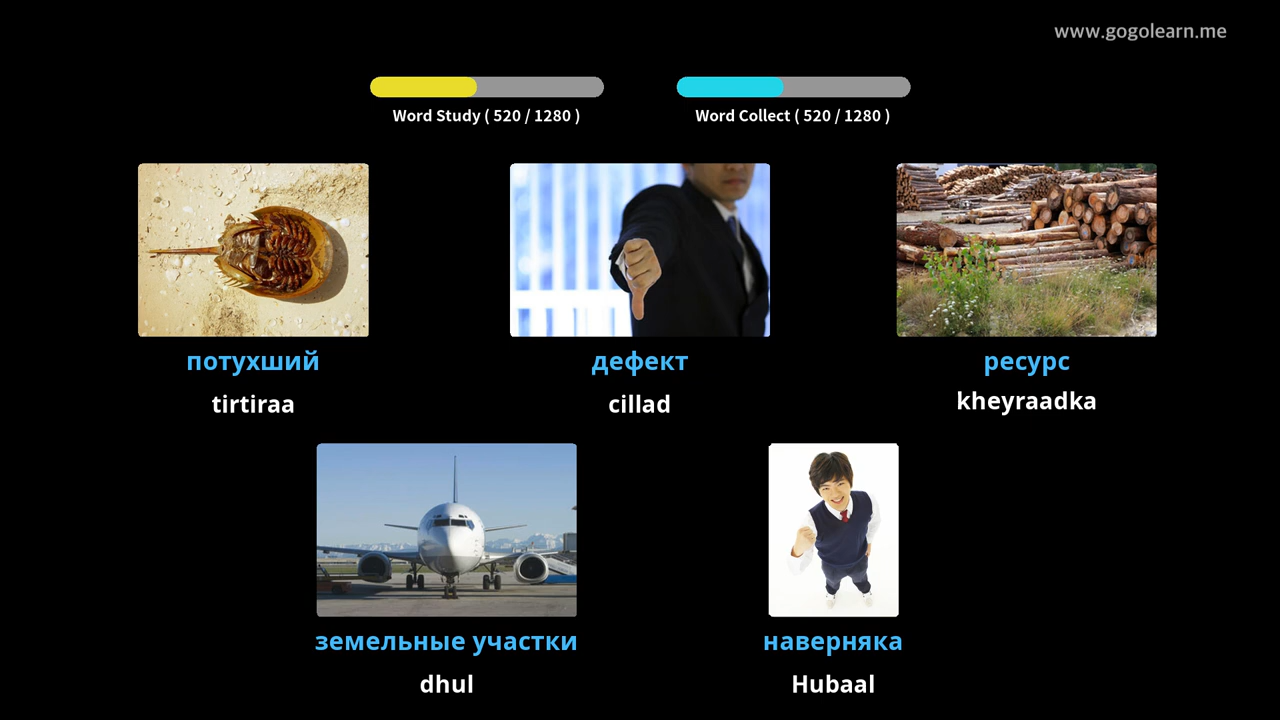 www.gogolearn.me
Word Study ( 520 / 1280 )
Word Collect ( 520 / 1280 )
потухший
tirtiraa
дефект
cillad
ресурс
kheyraadka
земельные участки
dhul
наверняка
Hubaal